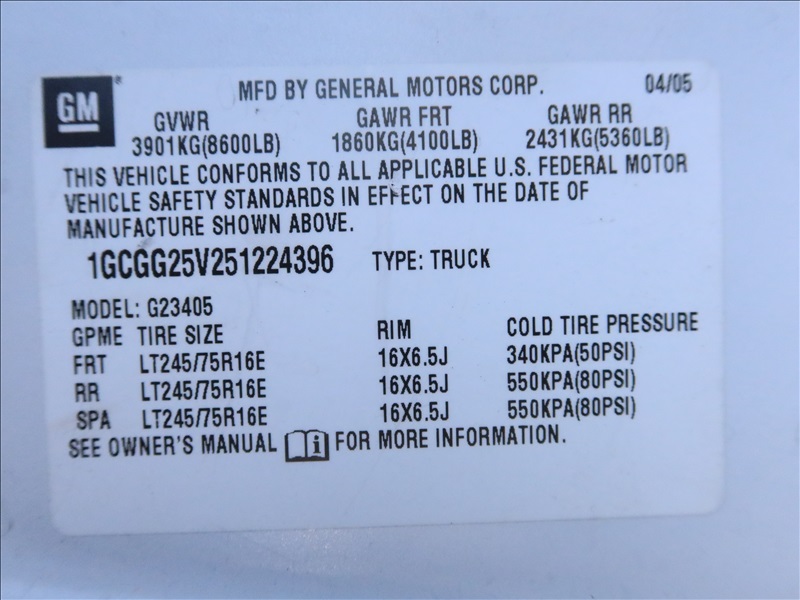 GM ® MFD BY GENERAL MOTORS CORP. 04/05
GVWR GAWR FRT GAWR RR
3901KG(8600LB) 1860KG(4100LB) 2431KG(5360LB)
THIS VEHICLE CONFORMS TO ALL APPLICABLE U.S. FEDERAL MOTOR
VEHICLE SAFETY STANDARDS IN EFFECT ON THE DATE OF
MANUFACTURE SHOWN ABOVE.
1GCGG25V251224396 TYPE: TRUCK
MODEL: G23405
GPME TIRE SIZE RIM COLD TIRE PRESSURE
FRT LT245/75R16E 16X6.5J 340KPA(50PSI)
RR LT245/75R16E 16X6.5J 550KPA(80PSI)
SPA LT245/75R16E 16X6.5J 550KPA(80PSI)
SEE OWNER'S MANUAL i FOR MORE INFORMATION.